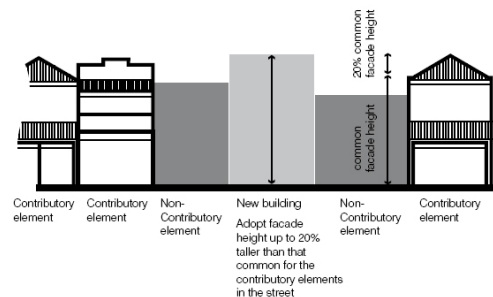 20% common
facade height
common
facade height
Contributory
element
Contributory
element
Non-
Contributory
element
New building
Adopt facade
height up to 20%
taller than that
common for the
contributory elements
in the street
Non-
Contributory
element
Contributory
element